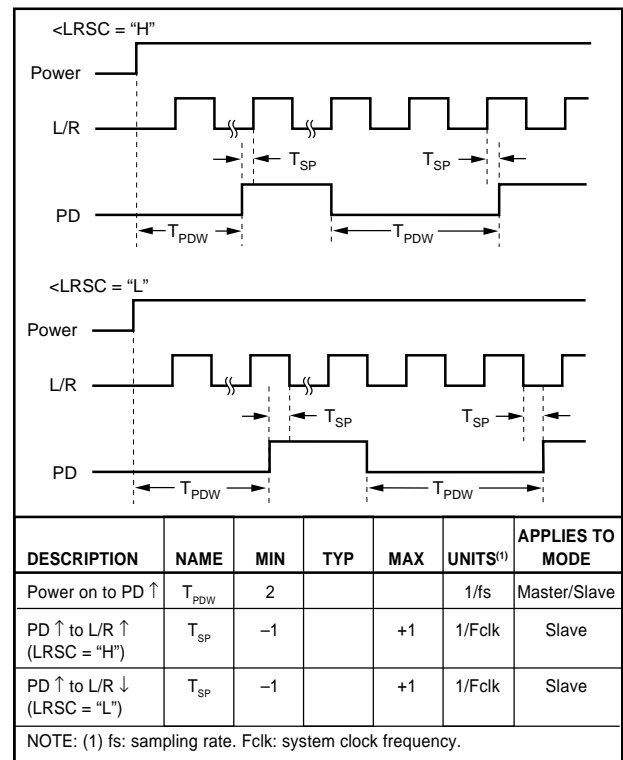 <LRSC = “H”
Power
L/R
T_SP T_SP
PD
T_PDW T_PDW
<LRSC = “L”
Power
L/R
T_SP T_SP
PD
T_PDW T_PDW
DESCRIPTION NAME MIN TYP MAX UNITS(1) APPLIES TO MODE
Power on to PD ↑ T_PDW 2 1/fs Master/Slave
PD ↑ to L/R ↑ (LRSC = “H”) T_SP –1 +1 1/Fclk Slave
PD ↑ to L/R ↓ (LRSC = “L”) T_SP –1 +1 1/Fclk Slave
NOTE: (1) fs: sampling rate. Fclk: system clock frequency.